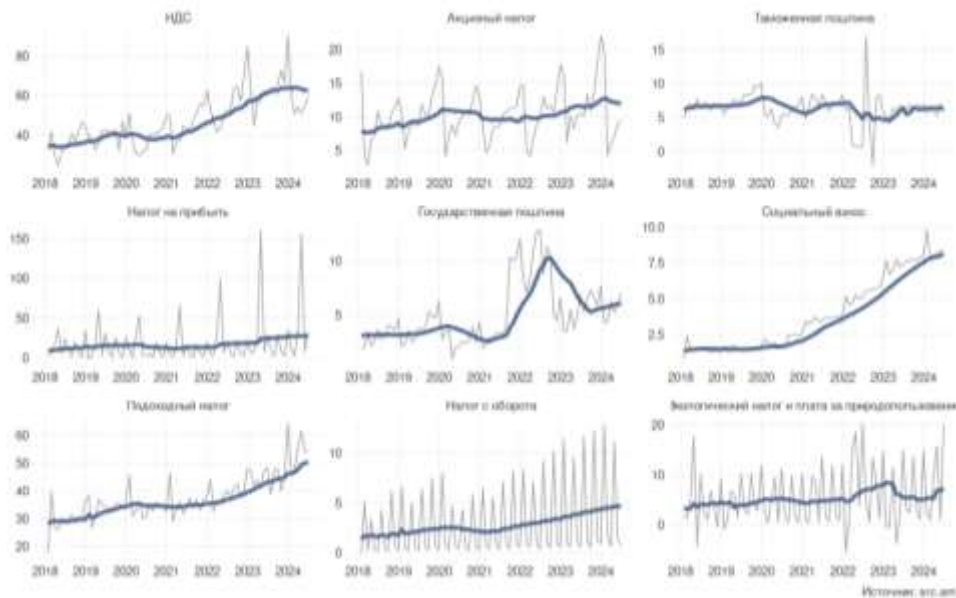 НДС
Акцизный налог
Таможенная пошлина
80
60
40
20
15
10
5
15
10
5
0
2018 2019 2020 2021 2022 2023 2024
2018 2019 2020 2021 2022 2023 2024
2018 2019 2020 2021 2022 2023 2024
Налог на прибыль
Государственная пошлина
Социальный взнос
150
100
50
0
10
5
10.0
7.5
5.0
2.5
2018 2019 2020 2021 2022 2023 2024
2018 2019 2020 2021 2022 2023 2024
2018 2019 2020 2021 2022 2023 2024
Подоходный налог
Налог с оборота
Экологический налог и плата за природопользование
60
50
40
30
20
10
5
0
20
10
0
2018 2019 2020 2021 2022 2023 2024
2018 2019 2020 2021 2022 2023 2024
2018 2019 2020 2021 2022 2023 2024
Источник: src.am